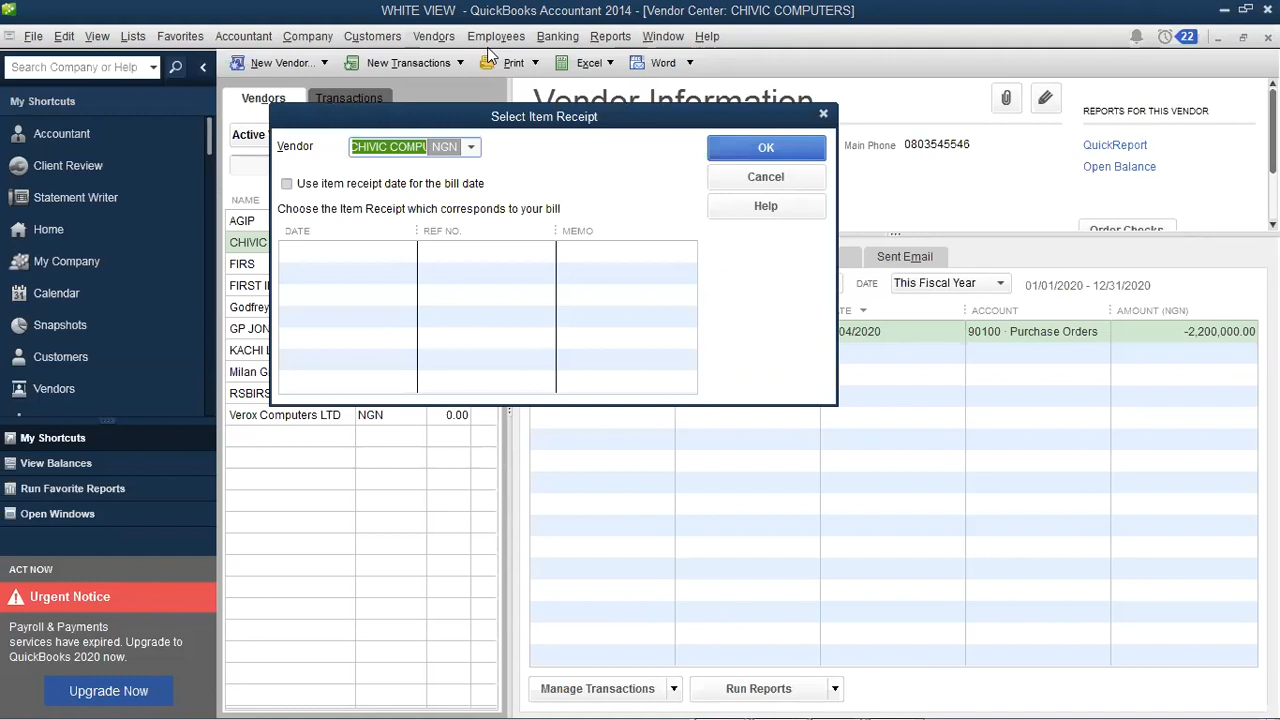 WHITE VIEW - QuickBooks Accountant 2014 - [Vendor Center: CHIVIC COMPUTERS]
File Edit View Lists Favorites Accountant Company Customers Vendors Employees Banking Reports Window Help
22
Search Company or Help
New Vendor... New Transactions Print Excel Word
My Shortcuts
Accountant
Client Review
Statement Writer
Home
My Company
Calendar
Snapshots
Customers
Vendors
My Shortcuts
View Balances
Run Favorite Reports
Open Windows
ACT NOW
Urgent Notice
Payroll & Payments
services have expired. Upgrade to
QuickBooks 2020 now.
Upgrade Now
Vendors Transactions
Active
NAME
AGIP
CHIVIC
FIRS
FIRST I
Godfrey
GP JON
KACHI L
Milan G
RSBIRS
Verox Computers LTD NGN 0.00
Vendor Information
Main Phone 0803545546
REPORTS FOR THIS VENDOR
QuickReport
Open Balance
Order Checks
Select Item Receipt
Vendor CHIVIC COMPU NGN
Use item receipt date for the bill date
Choose the Item Receipt which corresponds to your bill
DATE REF NO. MEMO
OK
Cancel
Help
Sent Email
DATE This Fiscal Year 01/01/2020 - 12/31/2020
TE ACCOUNT AMOUNT (NGN)
04/2020 90100 · Purchase Orders -2,200,000.00
Manage Transactions Run Reports